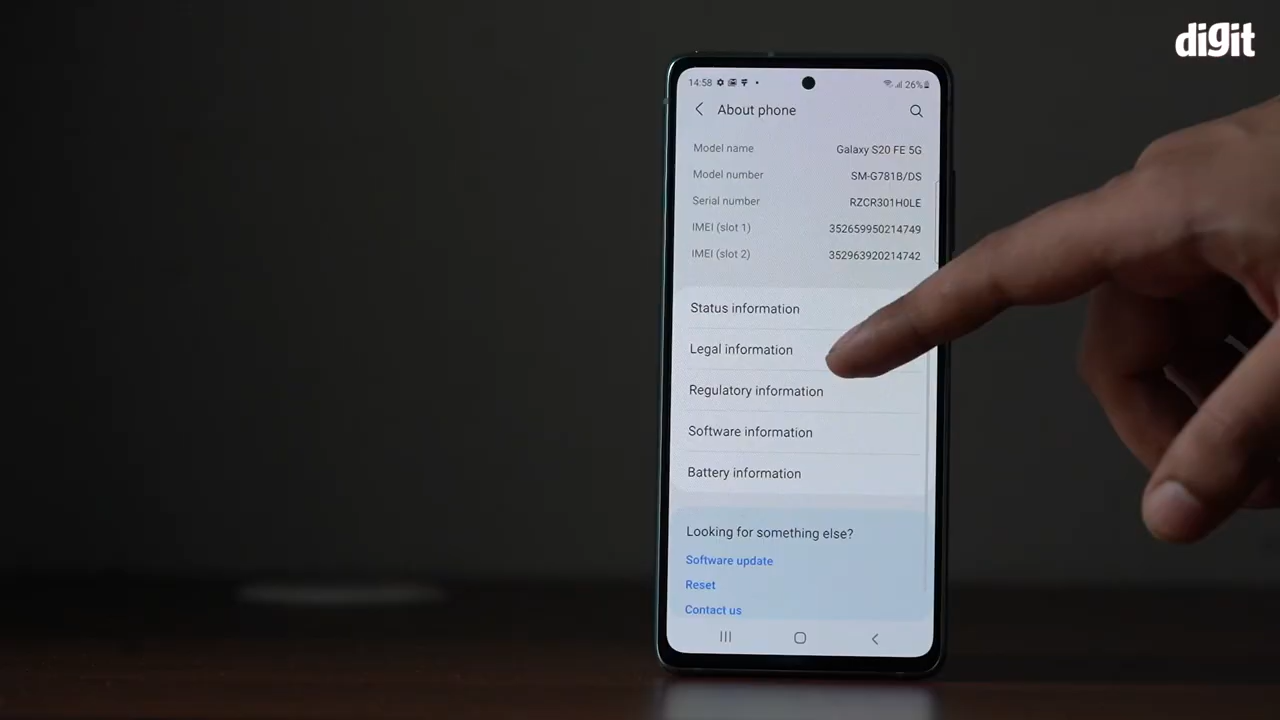 digit
14:58
26%
About phone
Model name Galaxy S20 FE 5G
Model number SM-G781B/DS
Serial number RZCR301H0LE
IMEI (slot 1) 352659950214749
IMEI (slot 2) 352963920214742
Status information
Legal information
Regulatory information
Software information
Battery information
Looking for something else?
Software update
Reset
Contact us